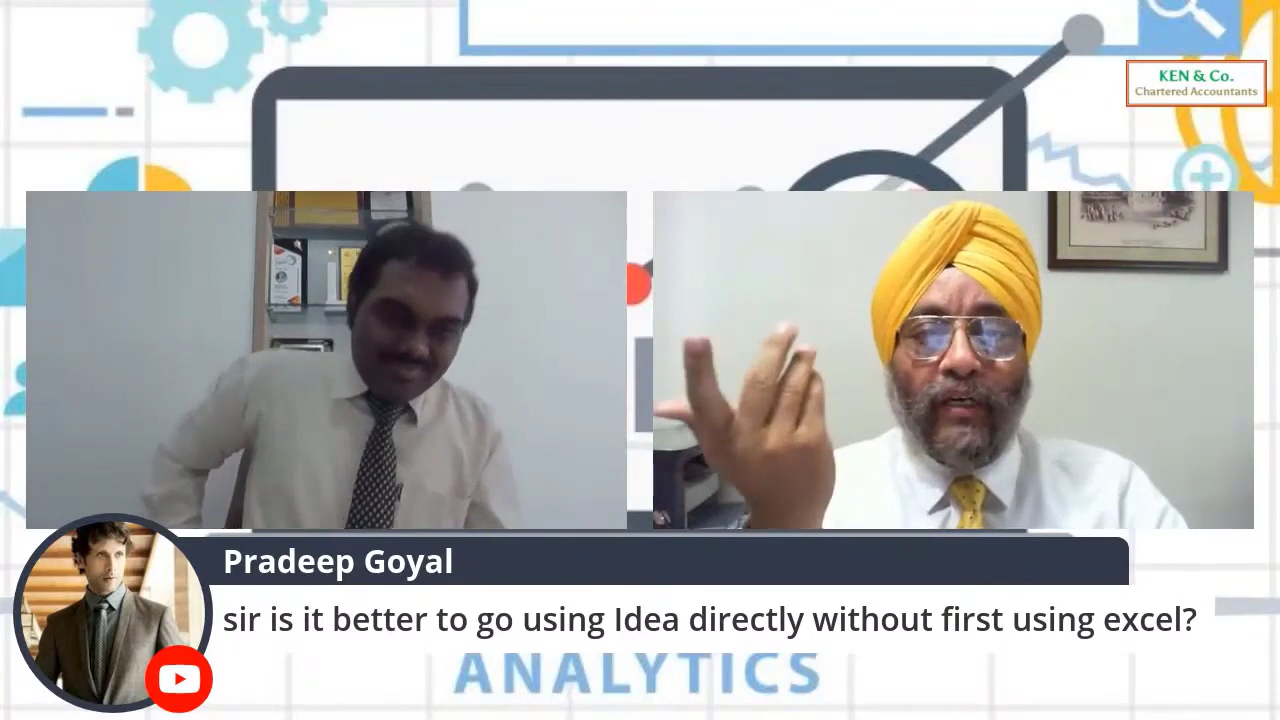 KEN & Co.
Chartered Accountants
Pradeep Goyal
sir is it better to go using Idea directly without first using excel?
ANALYTICS